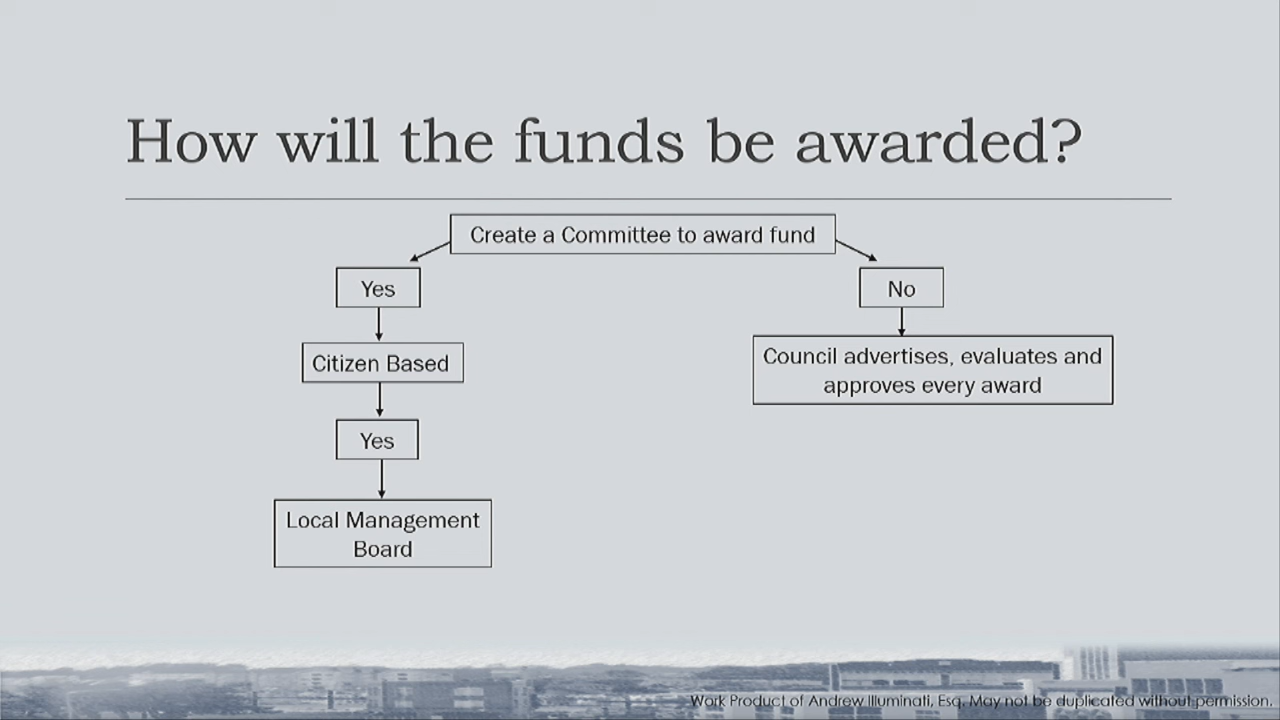 How will the funds be awarded?
Create a Committee to award fund
Yes
No
Citizen Based
Council advertises, evaluates and
approves every award
Yes
Local Management
Board
Work Product of Andrew Illuminati, Esq. May not be duplicated without permission.